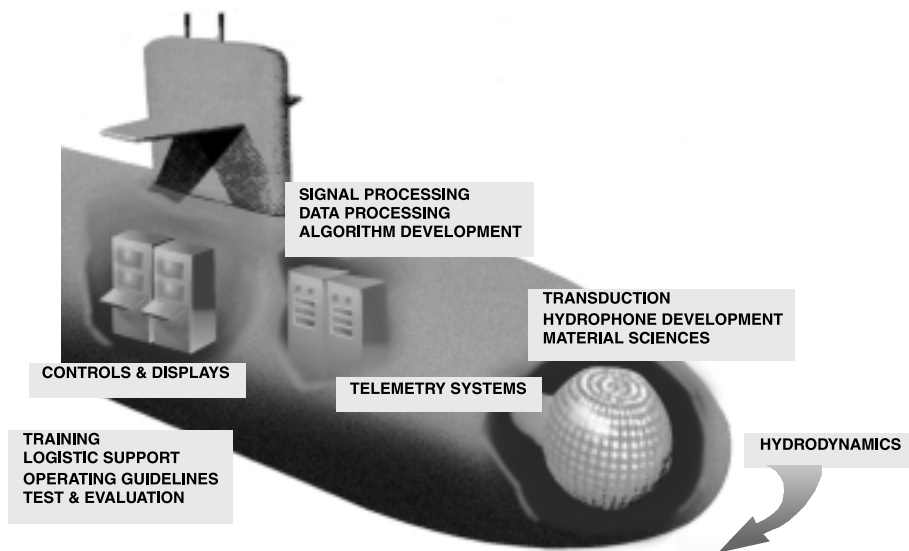 SIGNAL PROCESSING
DATA PROCESSING
ALGORITHM DEVELOPMENT
TRANSDUCTION
HYDROPHONE DEVELOPMENT
MATERIAL SCIENCES
CONTROLS & DISPLAYS
TELEMETRY SYSTEMS
TRAINING
LOGISTIC SUPPORT
OPERATING GUIDELINES
TEST & EVALUATION
HYDRODYNAMICS